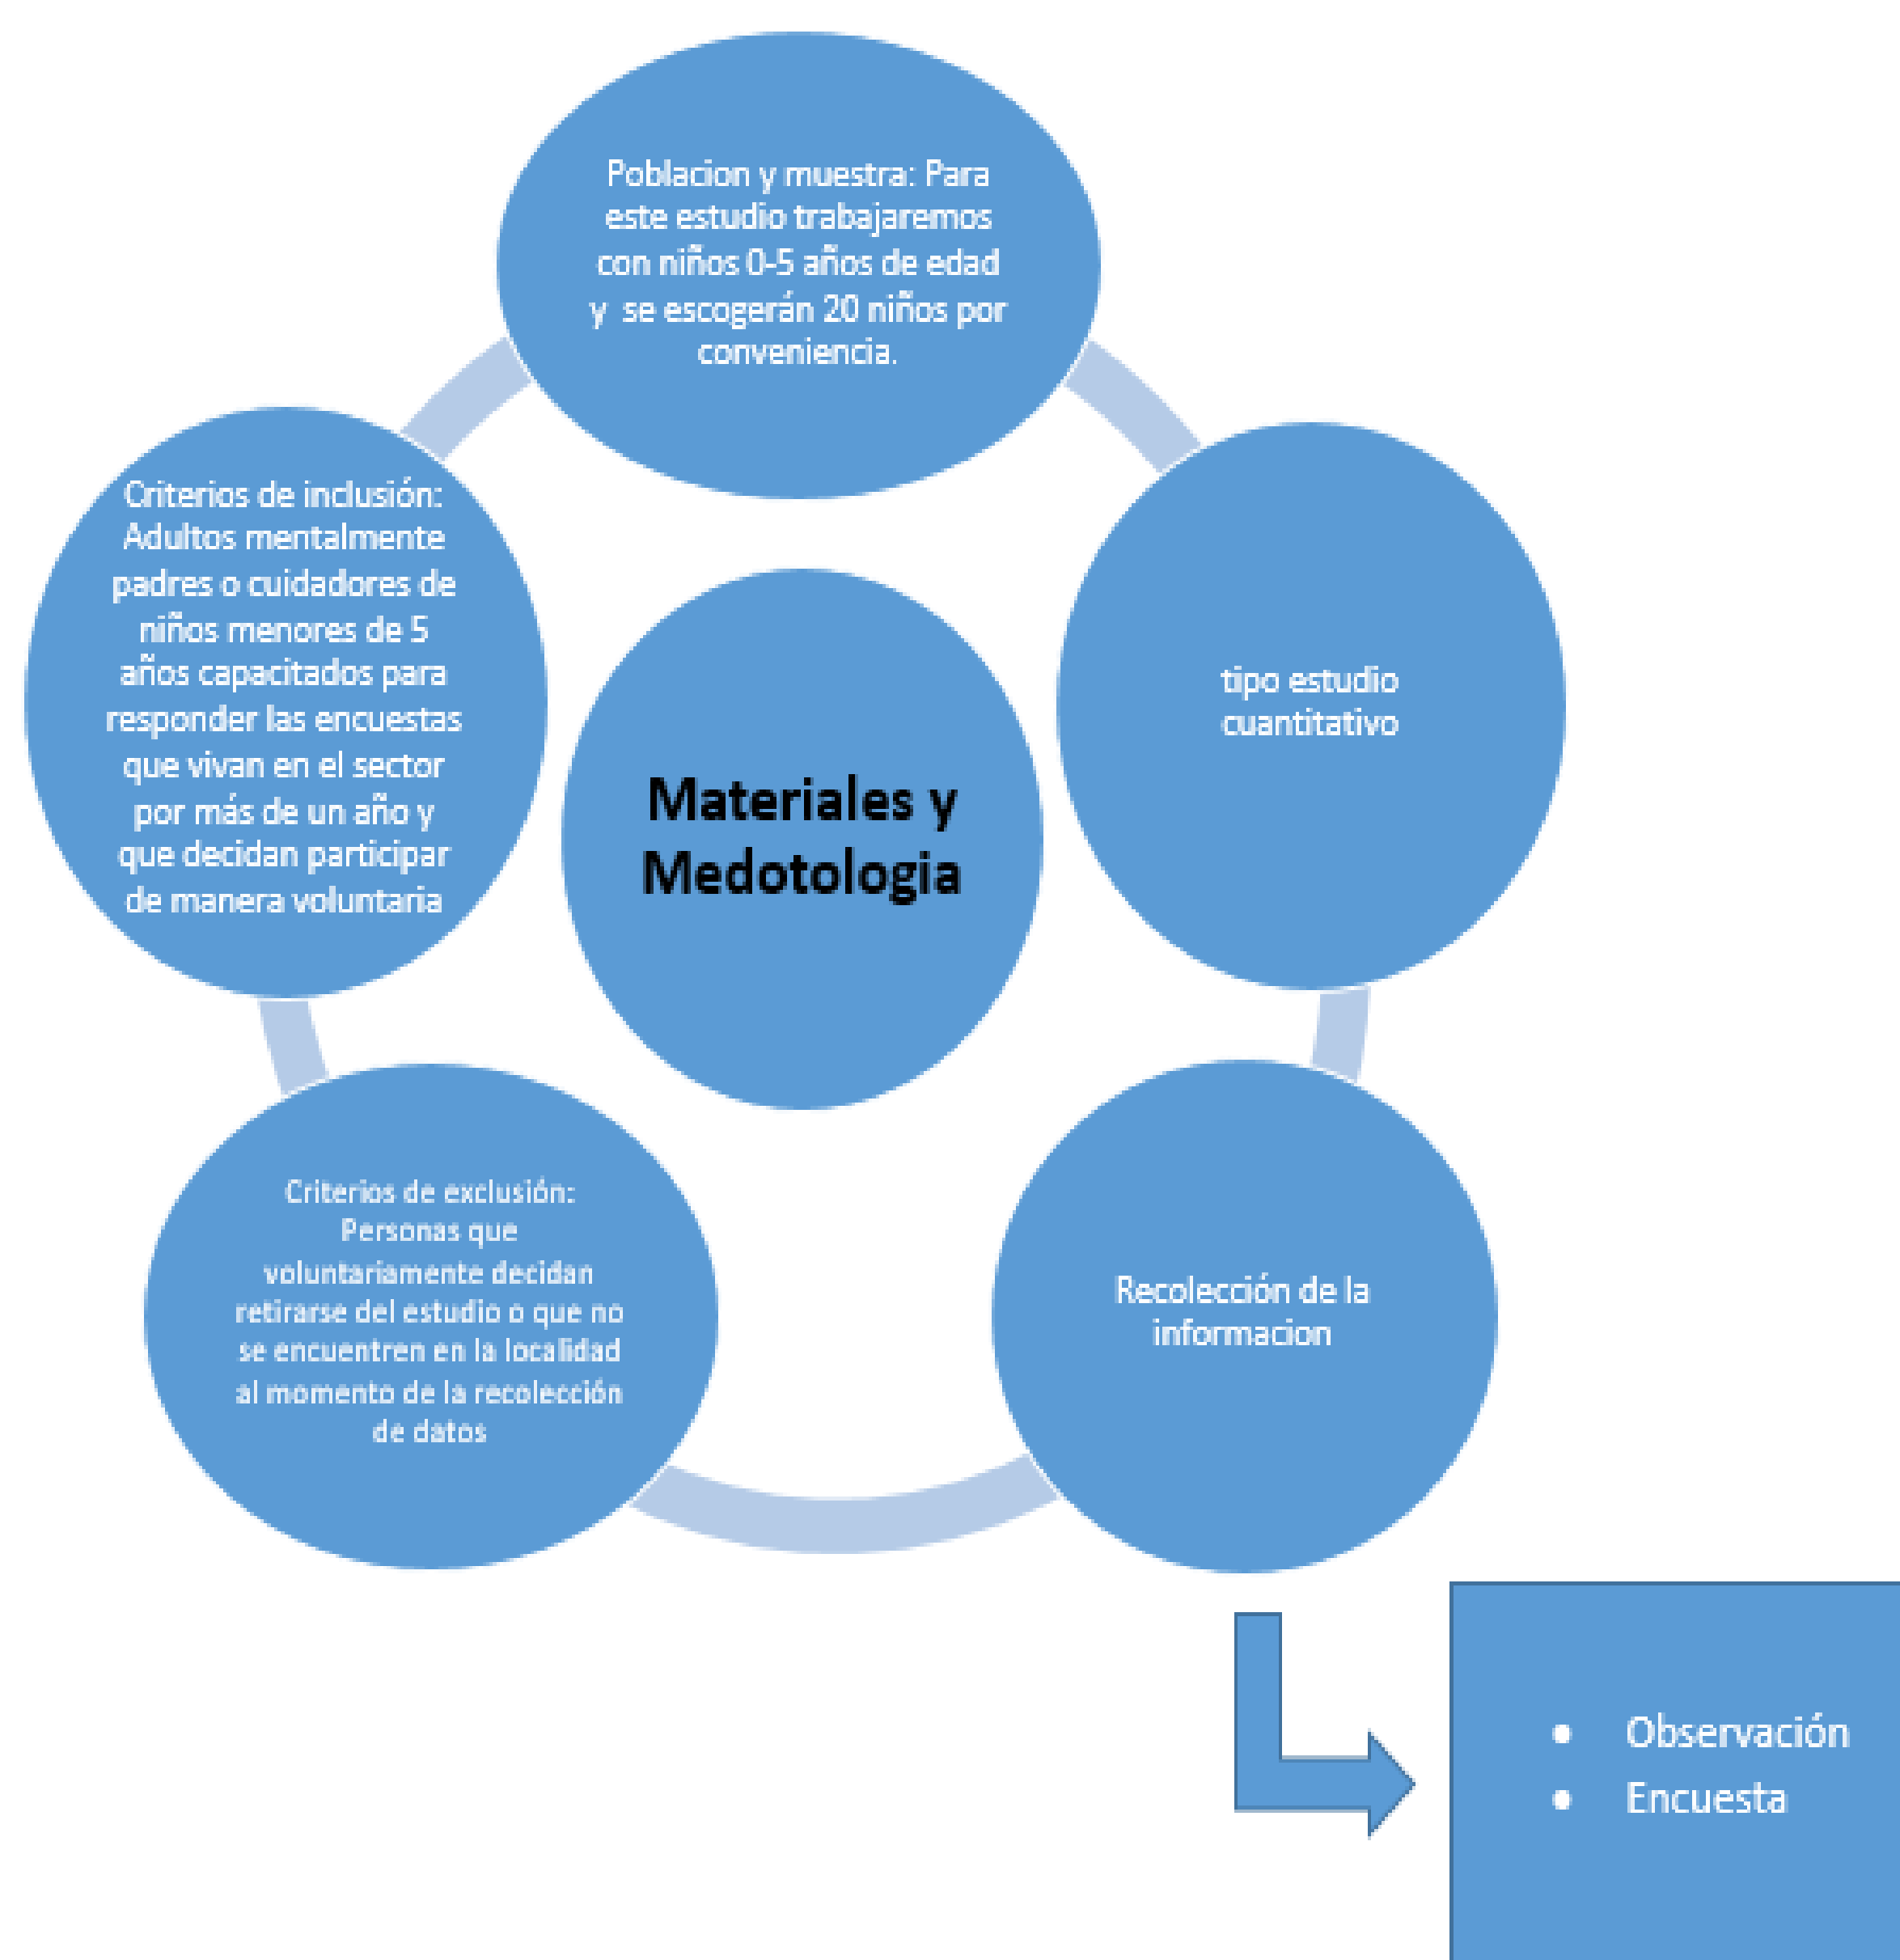 Poblacion y muestra: Para
este estudio trabajaremos
con niños 0-5 años de edad
y se escogerán 20 niños por
conveniencia.
tipo estudio
cuantitativo
Recolección de la
informacion
Observación
Encuesta
Criterios de exclusión:
Personas que
voluntariamente decidan
retirarse del estudio o que no
se encuentren en la localidad
al momento de la recolección
de datos
Criterios de inclusión:
Adultos mentalmente
padres o cuidadores de
niños menores de 5
años capacitados para
responder las encuestas
que vivan en el sector
por más de un año y
que decidan participar
de manera voluntaria
Materiales y
Medotologia